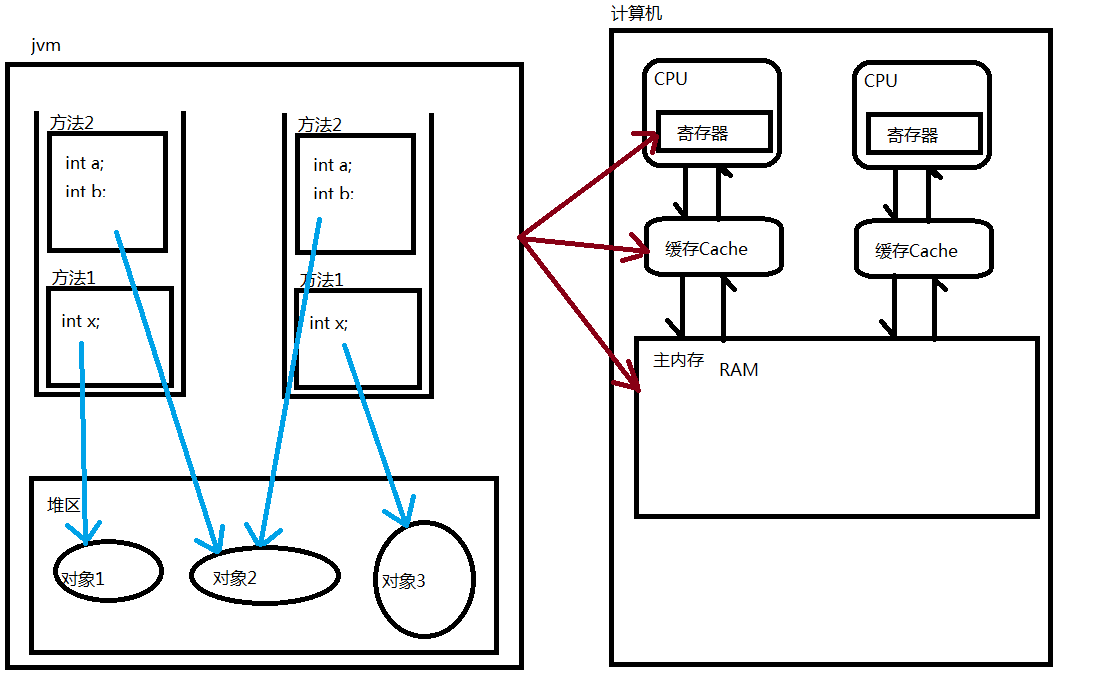 jvm
方法2
int a;
int b:
方法1
int x;
方法2
int a;
int b:
方法1
int x;
堆区
对象1
对象2
对象3
计算机
CPU
寄存器
缓存Cache
CPU
寄存器
缓存Cache
主内存
RAM